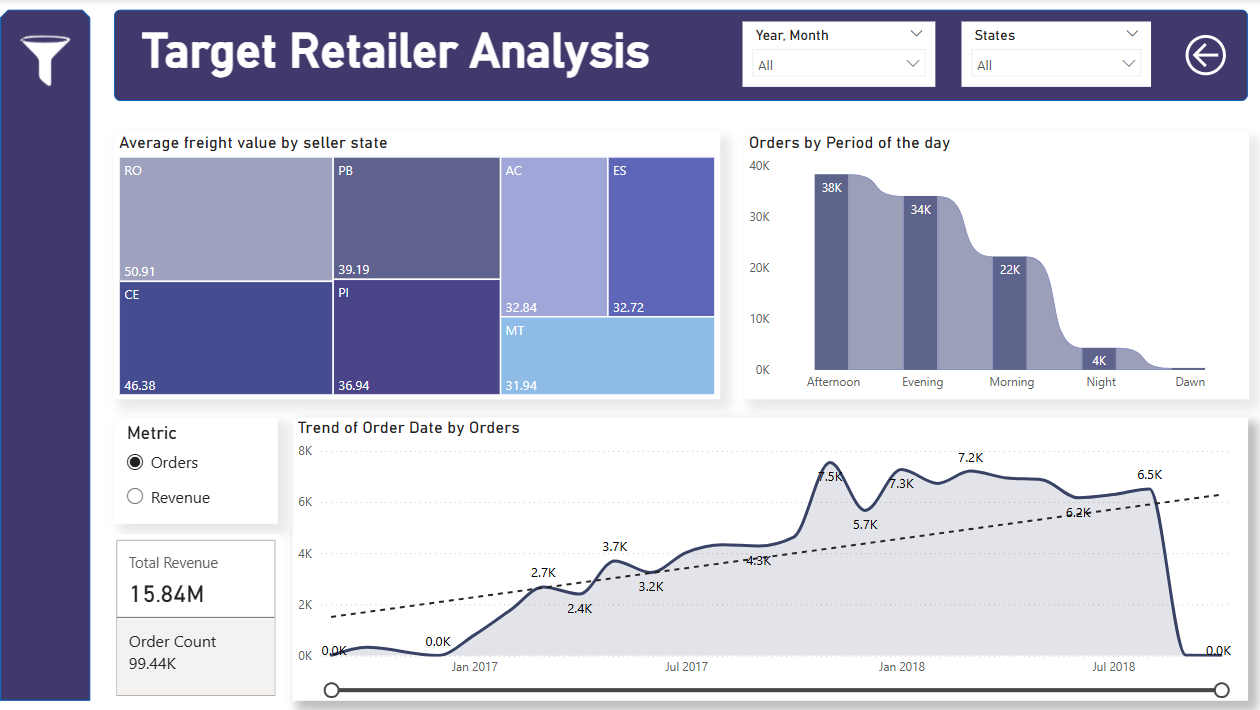 Target Retailer Analysis
Year, Month
All
States
All
Average freight value by seller state
RO
50.91
PB
39.19
AC
32.84
ES
32.72
CE
46.38
PI
36.94
MT
31.94
Orders by Period of the day
40K
30K
20K
10K
0K
38K
34K
22K
4K
Afternoon
Evening
Morning
Night
Dawn
Metric
Orders
Revenue
Total Revenue
15.84M
Order Count
99.44K
Trend of Order Date by Orders
8K
6K
4K
2K
0K
0.0K
0.0K
2.7K
2.4K
3.7K
3.2K
4.3K
7.5K
5.7K
7.3K
7.2K
6.2K
6.5K
0.0K
Jan 2017
Jul 2017
Jan 2018
Jul 2018